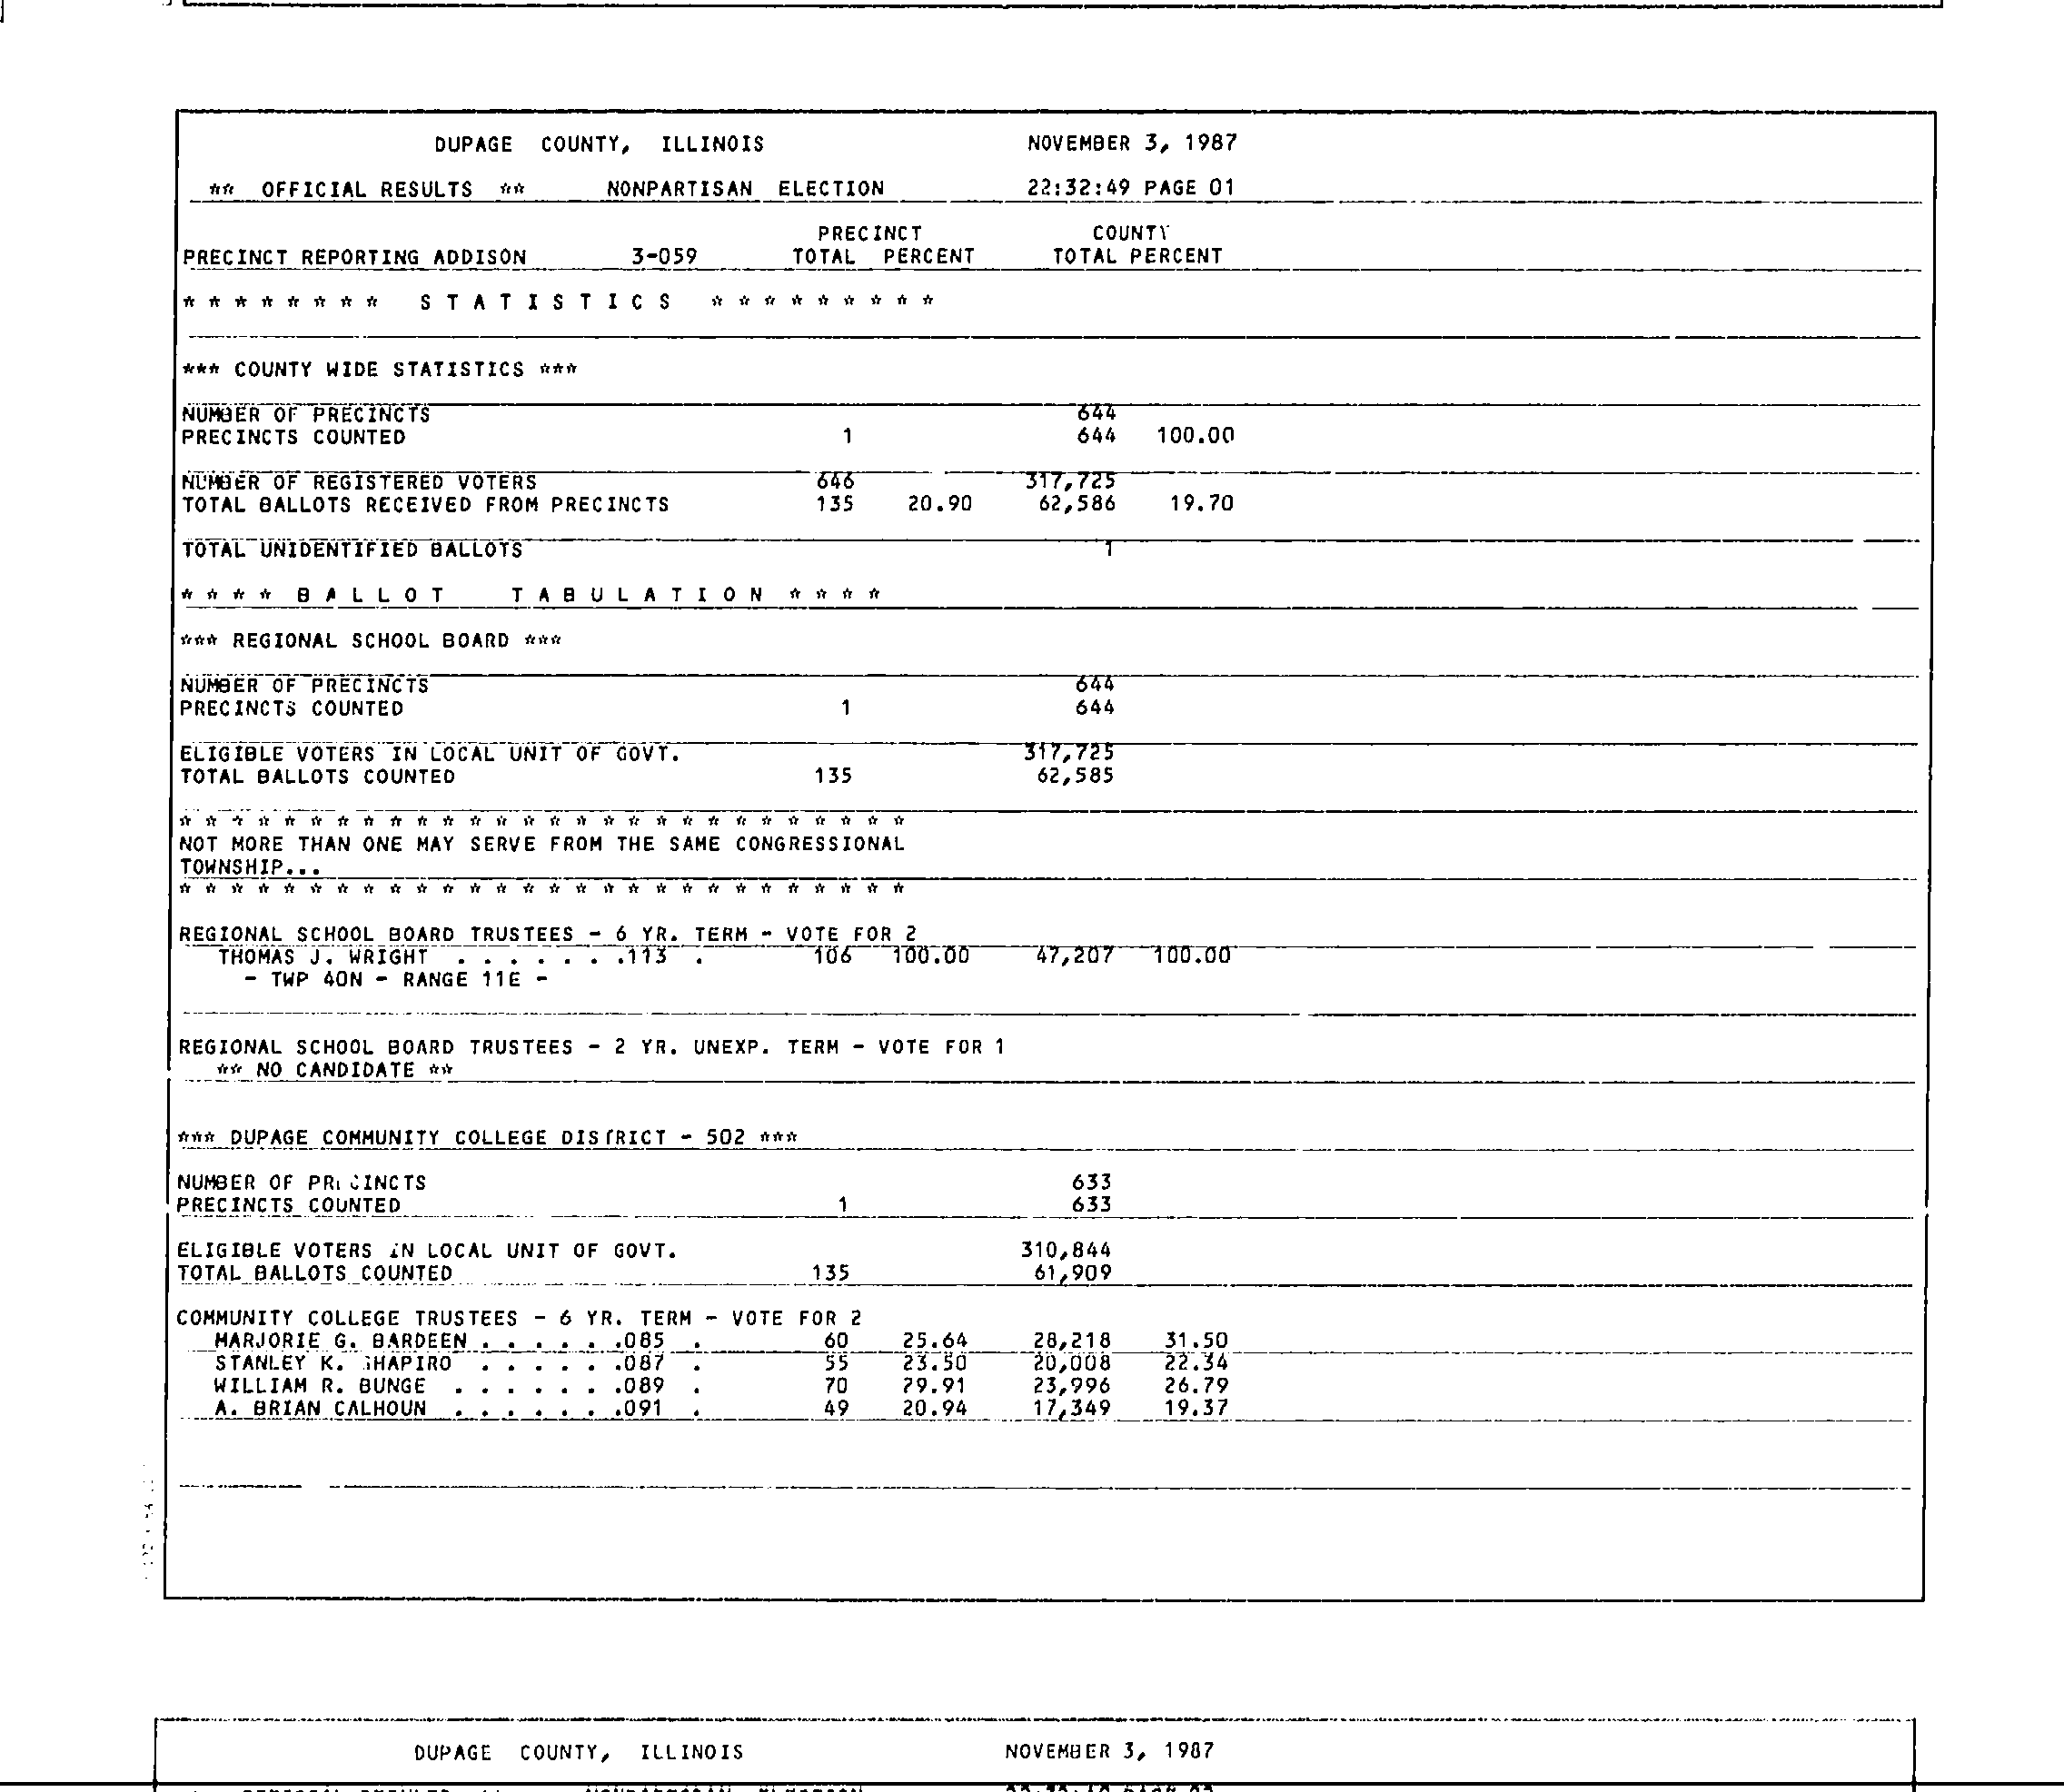 DUPAGE COUNTY, ILLINOIS NOVEMBER 3, 1987
** OFFICIAL RESULTS ** NONPARTISAN ELECTION 22:32:49 PAGE 01
PRECINCT COUNTY
PRECINCT REPORTING ADDISON 3-059 TOTAL PERCENT TOTAL PERCENT
* * * * * * * * S T A T I S T I C S * * * * * * * * *
*** COUNTY WIDE STATISTICS ***
NUMBER OF PRECINCTS 644
PRECINCTS COUNTED 1 644 100.00
NUMBER OF REGISTERED VOTERS 646 317,725
TOTAL BALLOTS RECEIVED FROM PRECINCTS 135 20.90 62,586 19.70
TOTAL UNIDENTIFIED BALLOTS 1
* * * * B A L L O T T A B U L A T I O N * * * *
*** REGIONAL SCHOOL BOARD ***
NUMBER OF PRECINCTS 644
PRECINCTS COUNTED 1 644
ELIGIBLE VOTERS IN LOCAL UNIT OF GOVT. 317,725
TOTAL BALLOTS COUNTED 135 62,585
* * * * * * * * * * * * * * * * * * * * * * * * * * * *
NOT MORE THAN ONE MAY SERVE FROM THE SAME CONGRESSIONAL
TOWNSHIP...
* * * * * * * * * * * * * * * * * * * * * * * * * * * *
REGIONAL SCHOOL BOARD TRUSTEES - 6 YR. TERM - VOTE FOR 2
THOMAS J. WRIGHT . . . . . . .113 . 106 100.00 47,207 100.00
- TWP 40N - RANGE 11E -
REGIONAL SCHOOL BOARD TRUSTEES - 2 YR. UNEXP. TERM - VOTE FOR 1
** NO CANDIDATE **
*** DUPAGE COMMUNITY COLLEGE DISTRICT - 502 ***
NUMBER OF PRECINCTS 633
PRECINCTS COUNTED 1 633
ELIGIBLE VOTERS IN LOCAL UNIT OF GOVT. 310,844
TOTAL BALLOTS COUNTED 135 61,909
COMMUNITY COLLEGE TRUSTEES - 6 YR. TERM - VOTE FOR 2
MARJORIE G. BARDEEN . . . . . .085 . 60 25.64 28,218 31.50
STANLEY K. SHAPIRO . . . . . .087 . 55 23.50 20,008 22.34
WILLIAM R. BUNGE . . . . . . .089 . 70 29.91 23,996 26.79
A. BRIAN CALHOUN . . . . . . .091 . 49 20.94 17,349 19.37
DUPAGE COUNTY, ILLINOIS NOVEMBER 3, 1987